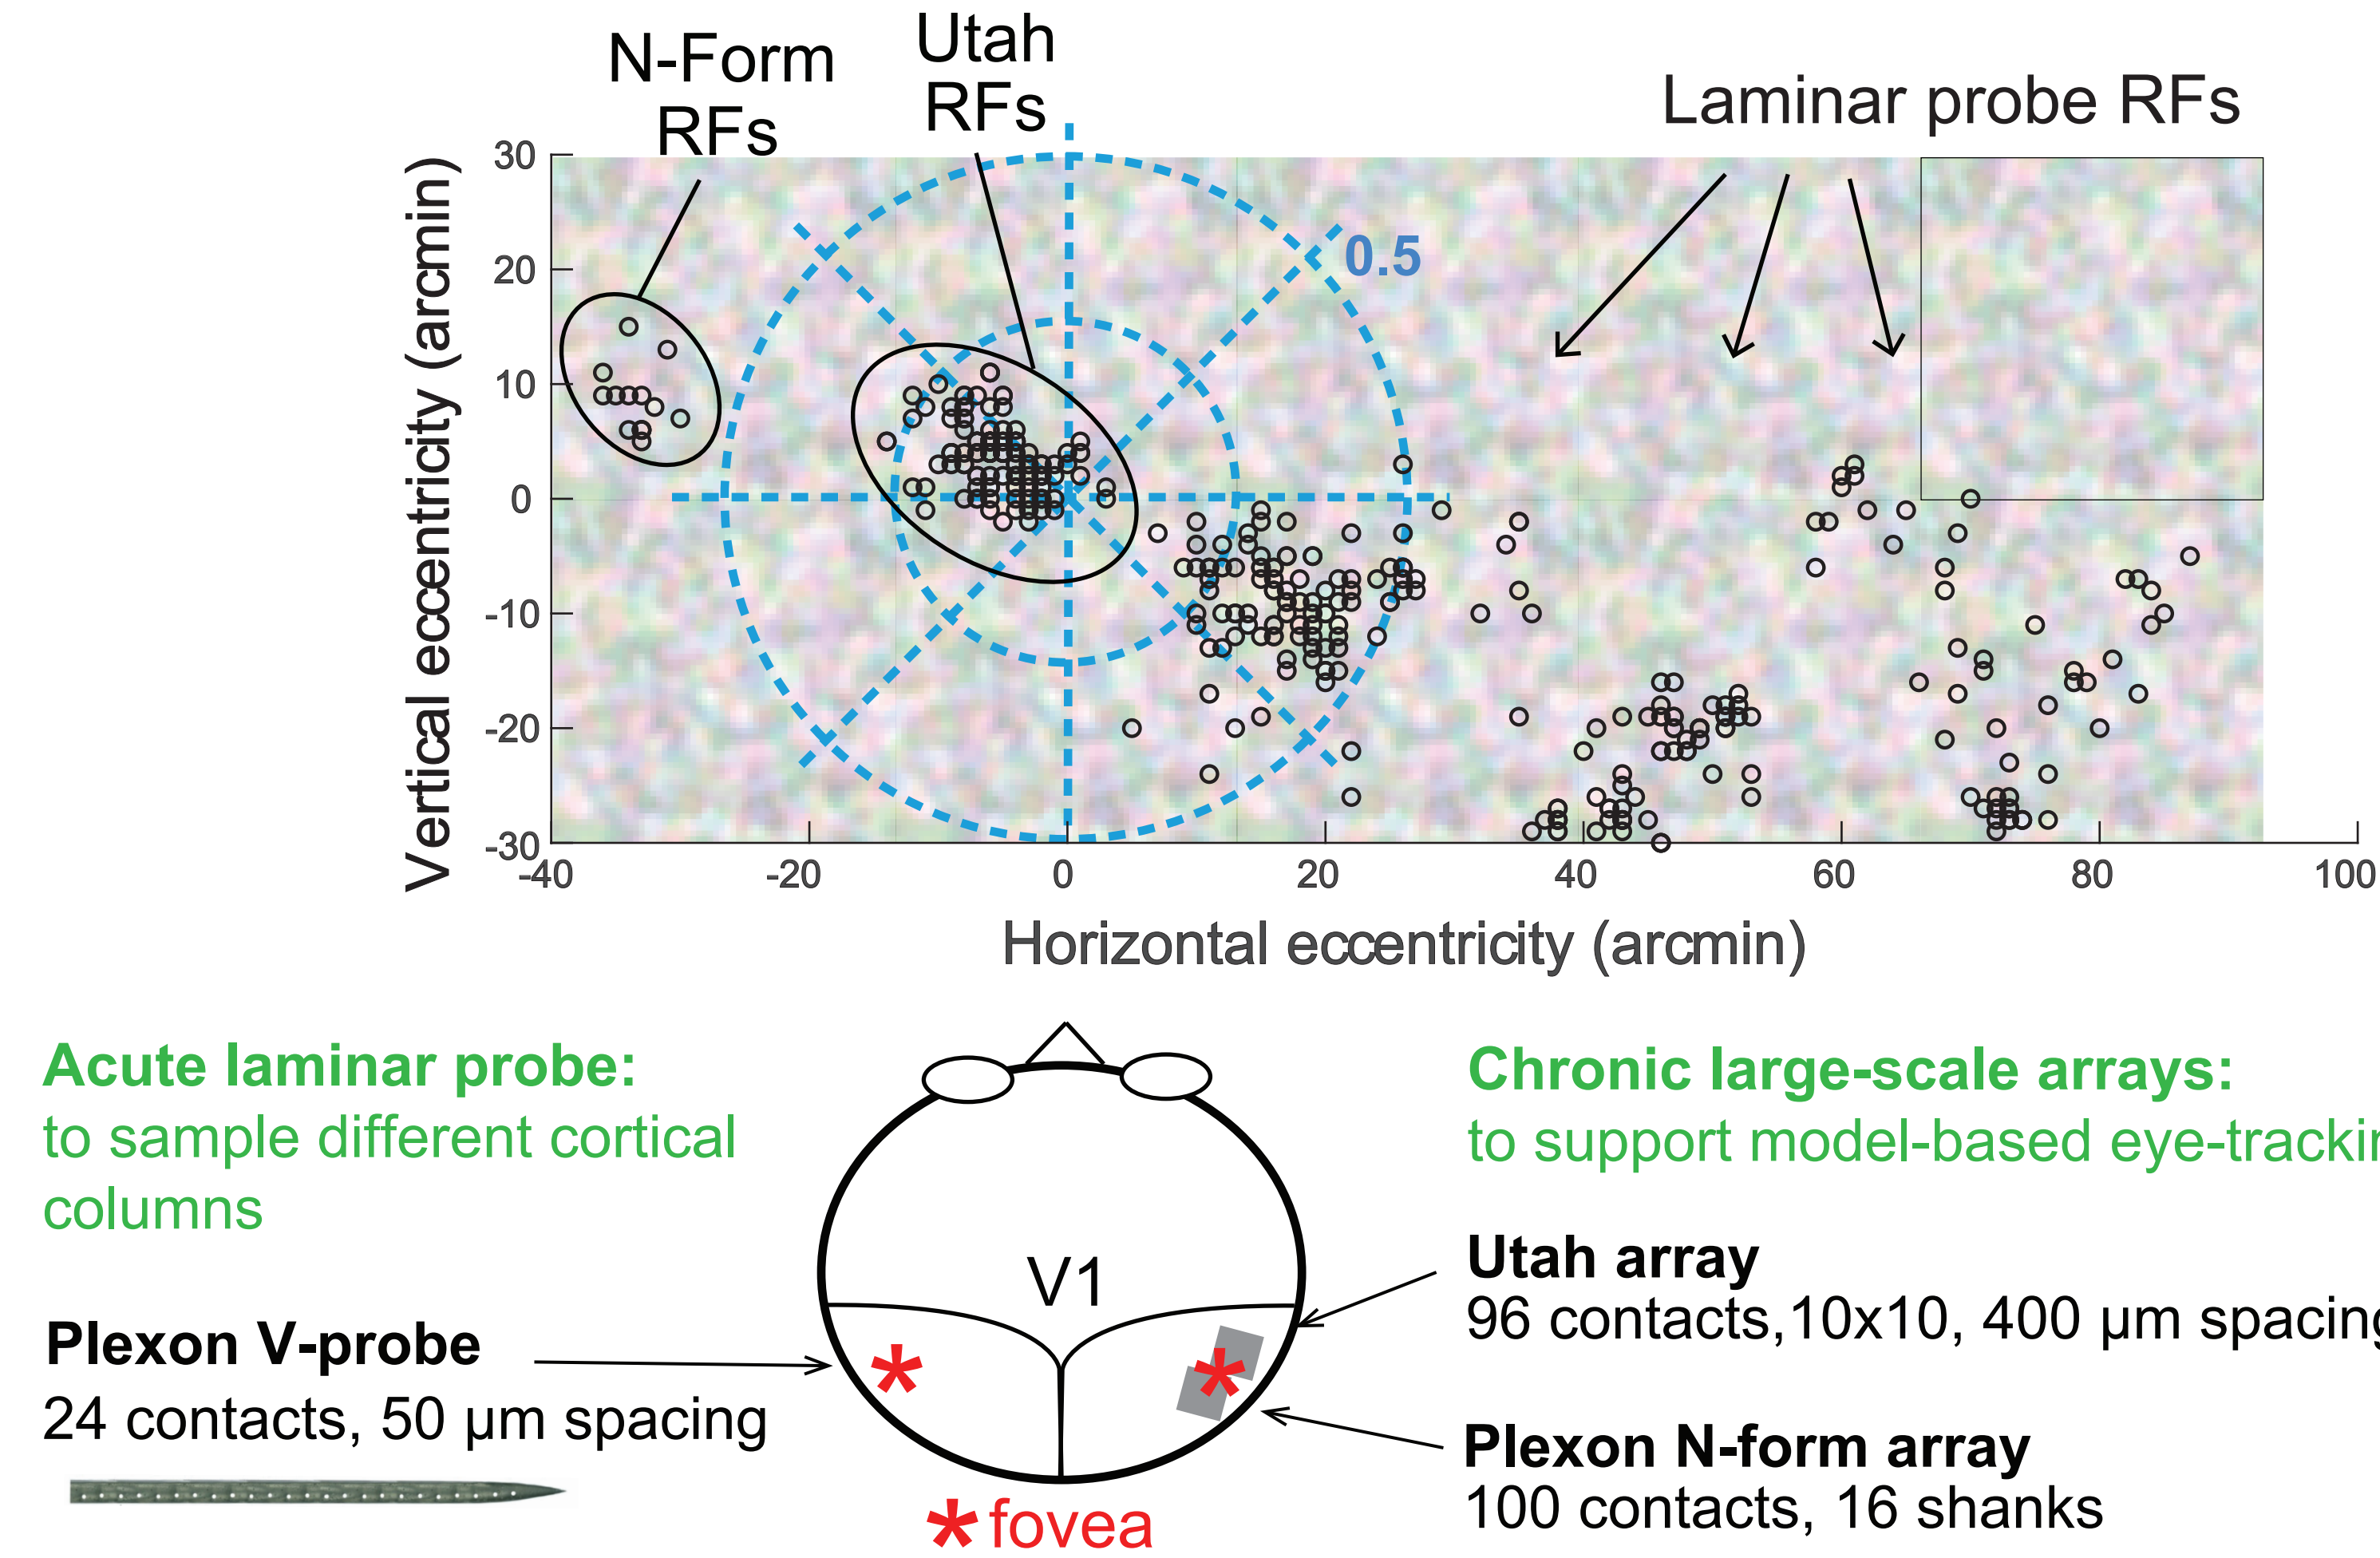 N-Form
RFs
Utah
RFs
Laminar probe RFs
Vertical eccentricity (arcmin)
30
20
10
0
-10
-20
-30
0.5
-40
-20
0
20
40
60
80
100
Horizontal eccentricity (arcmin)
Acute laminar probe:
to sample different cortical
columns
Plexon V-probe
24 contacts, 50 µm spacing
V1
* fovea
Chronic large-scale arrays:
to support model-based eye-trackin
Utah array
96 contacts,10x10, 400 µm spacing
Plexon N-form array
100 contacts, 16 shanks